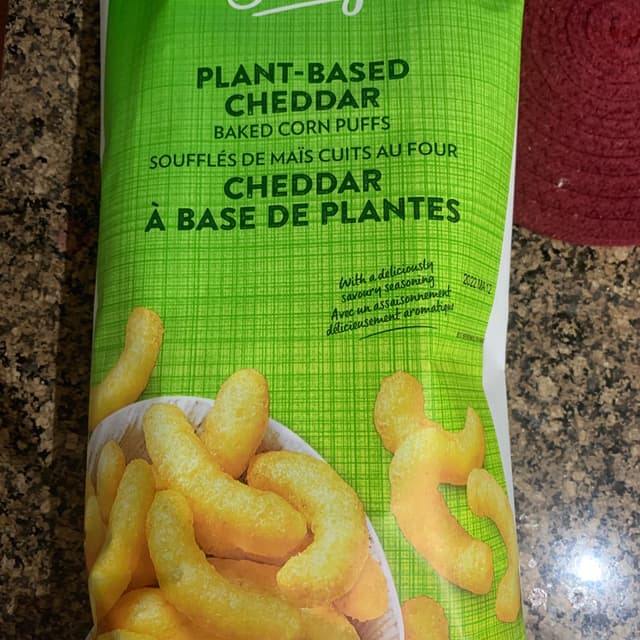 PLANT-BASED
CHEDDAR
BAKED CORN PUFFS
SOUFFLÉS DE MAÏS CUITS AU FOUR
CHEDDAR
À BASE DE PLANTES
With a deliciously
savoury seasoning
Avec un assaisonnement
délicieusement aromatique